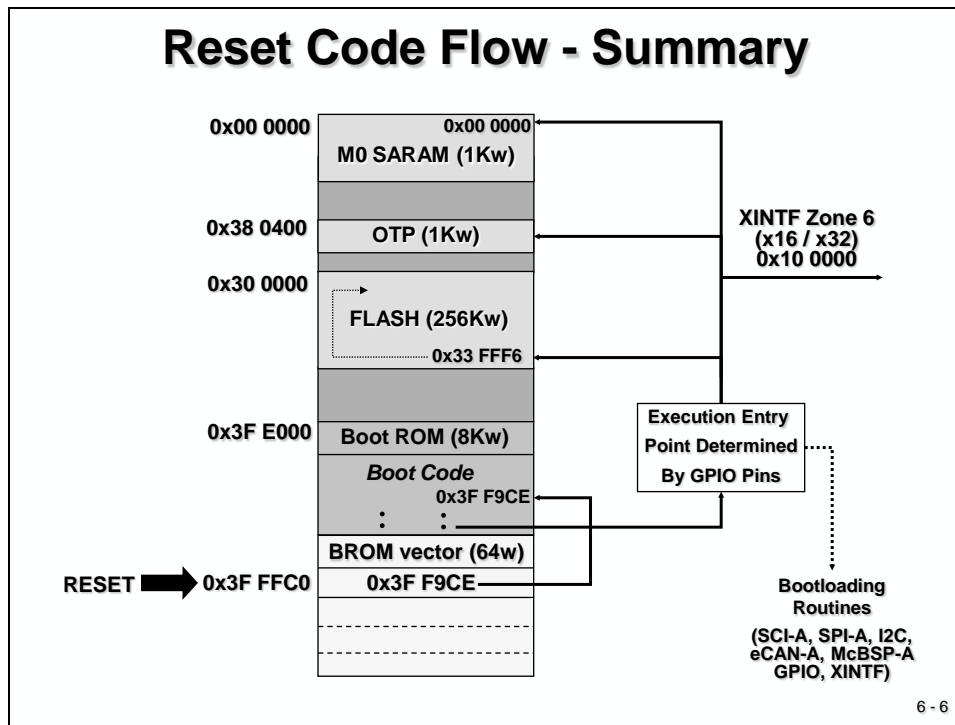 Reset Code Flow - Summary
0x00 0000
0x00 0000
M0 SARAM (1Kw)
0x38 0400
OTP (1Kw)
0x30 0000
FLASH (256Kw)
0x33 FFF6
0x3F E000
Boot ROM (8Kw)
Boot Code
0x3F F9CE
: :
BROM vector (64w)
RESET
0x3F FFC0
0x3F F9CE
XINTF Zone 6
(x16 / x32)
0x10 0000
Execution Entry
Point Determined
By GPIO Pins
Bootloading
Routines
(SCI-A, SPI-A, I2C,
eCAN-A, McBSP-A
GPIO, XINTF)
6 - 6